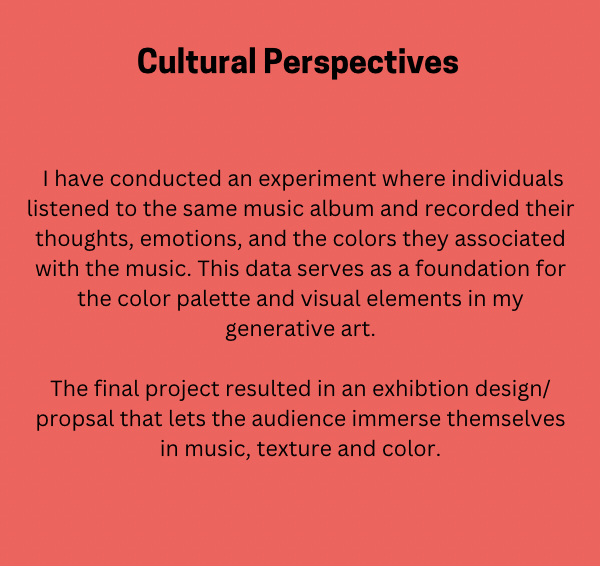 Cultural Perspectives
I have conducted an experiment where individuals
listened to the same music album and recorded their
thoughts, emotions, and the colors they associated
with the music. This data serves as a foundation for
the color palette and visual elements in my
generative art.
The final project resulted in an exhibtion design/
propsal that lets the audience immerse themselves
in music, texture and color.